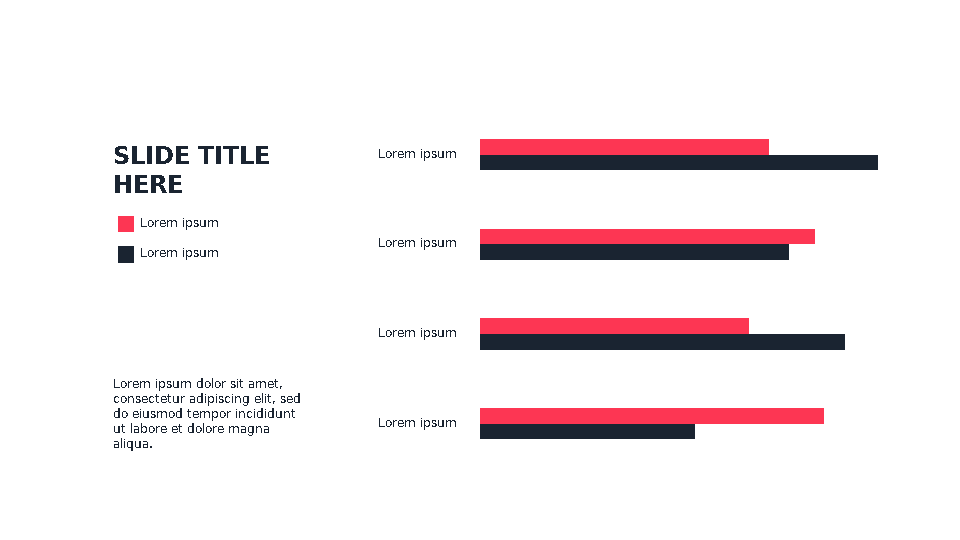 SLIDE TITLE
HERE
Lorem ipsum
Lorem ipsum
Lorem ipsum dolor sit amet,
consectetur adipiscing elit, sed
do eiusmod tempor incididunt
ut labore et dolore magna
aliqua.
Lorem ipsum
Lorem ipsum
Lorem ipsum
Lorem ipsum